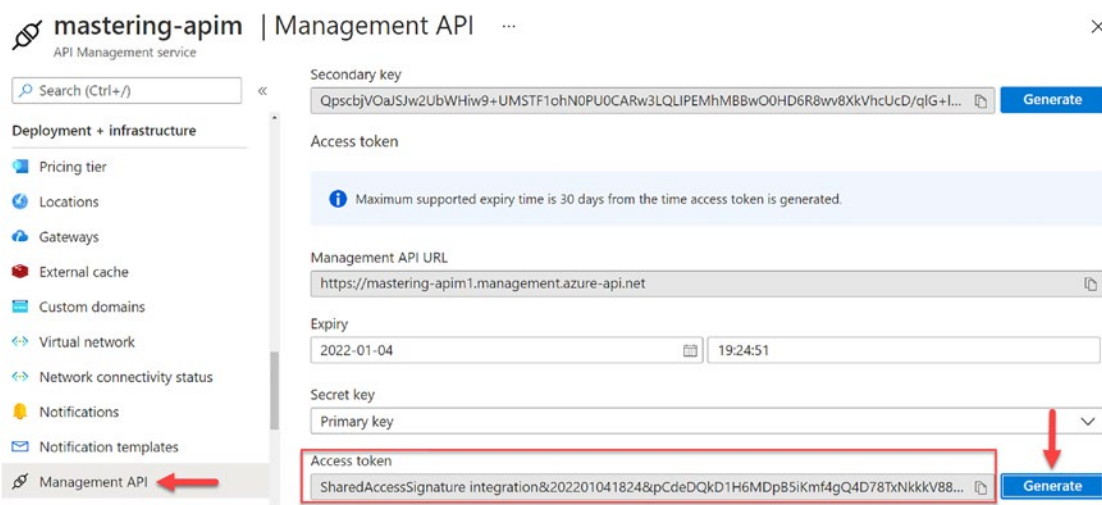 mastering-apim | Management API ...
API Management service
Search (Ctrl+/)
«
Deployment + infrastructure
Pricing tier
Locations
Gateways
External cache
Custom domains
Virtual network
Network connectivity status
Notifications
Notification templates
Management API
Secondary key
QpscbjVOaJSJw2UbWHiw9+UMSTF1ohN0PU0CARw3LQLIPEMhMBBwO0HD6R8wv8XkVhcUcD/qlG+l...
Generate
Access token
Maximum supported expiry time is 30 days from the time access token is generated.
Management API URL
https://mastering-apim1.management.azure-api.net
Expiry
2022-01-04
19:24:51
Secret key
Primary key
Access token
SharedAccessSignature integration&202201041824&pCdeDQkD1H6MDpB5iKmf4gQ4D78TxNkkkV88...
Generate